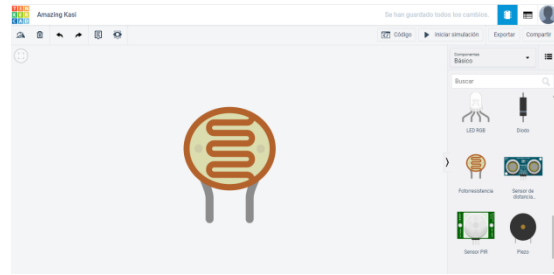 TIN
KER
CAD
Amazing Kasi
Se han guardado todos los cambios.
Código
Iniciar simulación
Exportar
Compartir
Componentes
Básico
Buscar
LED RGB
Diodo
Fotorresistencia
Sensor de
distancia...
Sensor PIR
Piezo